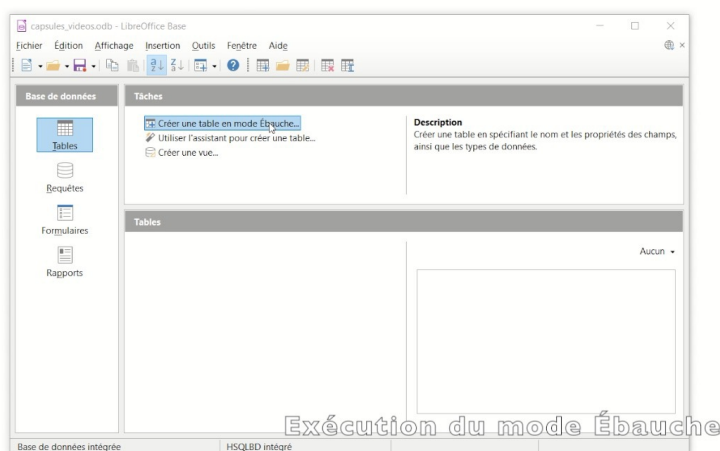 capsules_videos.odb - LibreOffice Base
Fichier Édition Affichage Insertion Outils Fenêtre Aide
Base de données
Tables
Requêtes
Formulaires
Rapports
Tâches
Créer une table en mode Ébauche...
Utiliser l'assistant pour créer une table...
Créer une vue...
Description
Créer une table en spécifiant le nom et les propriétés des champs,
ainsi que les types de données.
Tables
Aucun
Exécution du mode Ébauche
Base de données intégrée
HSQLBD intégré